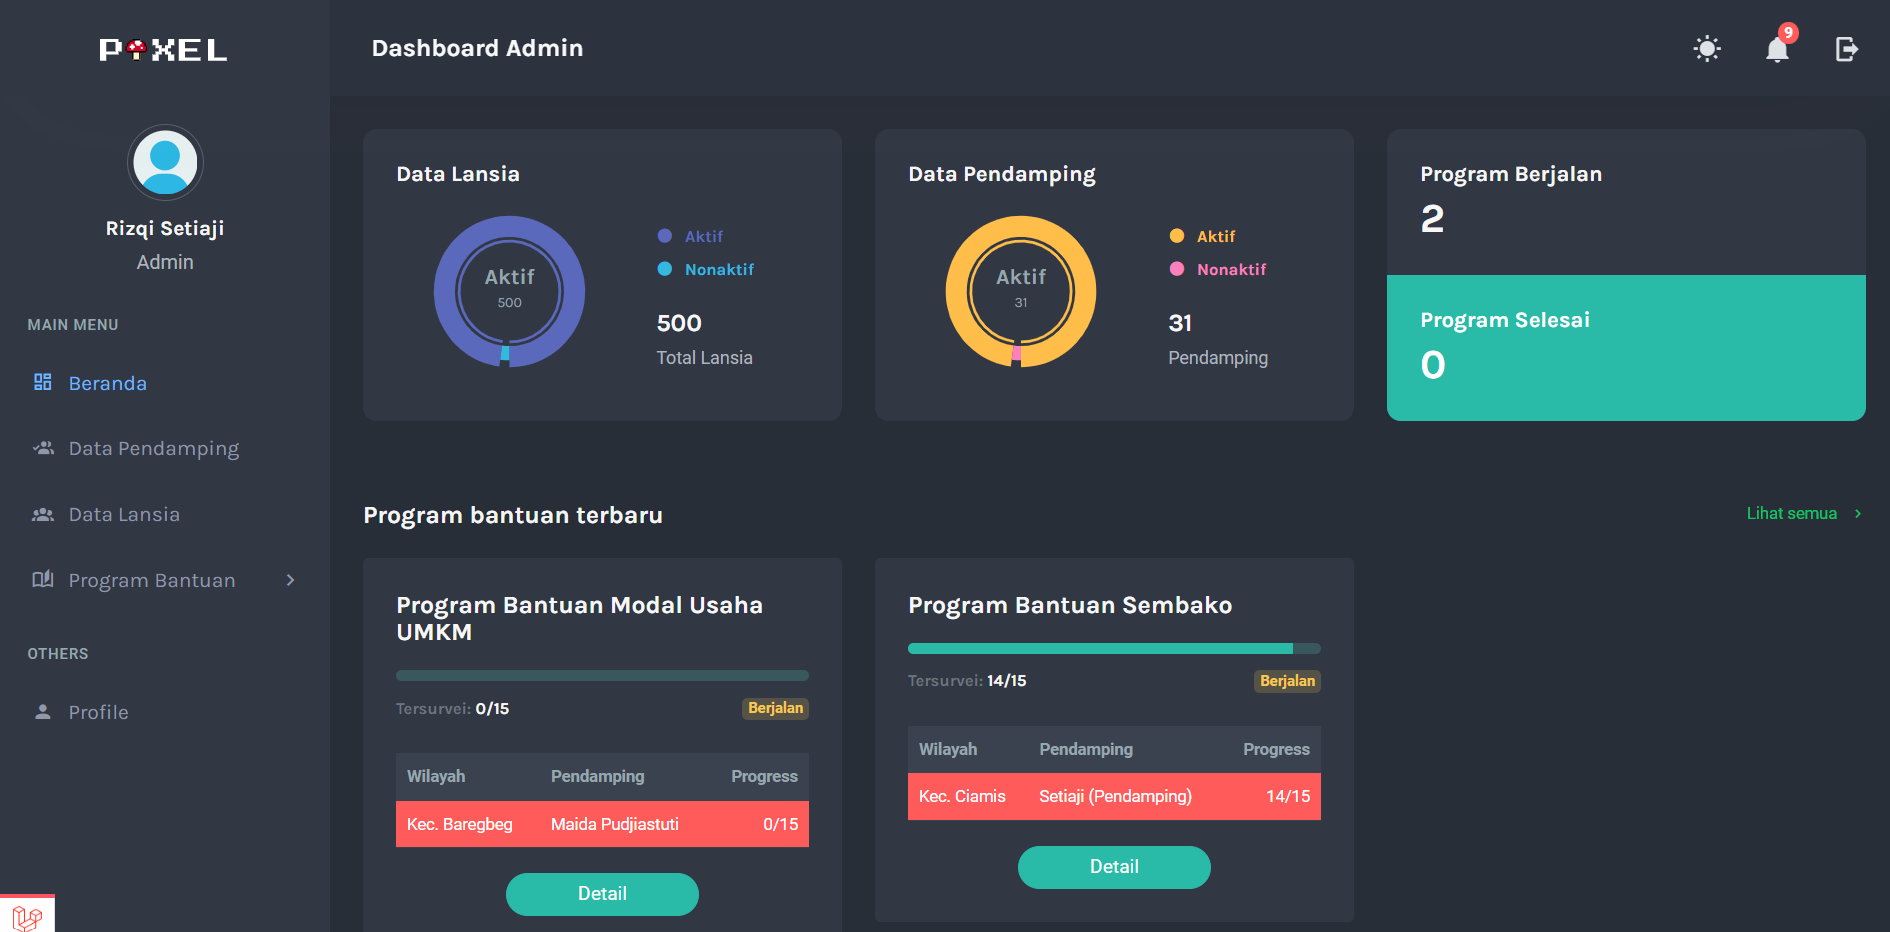 P XEL
Dashboard Admin
9
Rizqi Setiaji
Admin
MAIN MENU
Beranda
Data Pendamping
Data Lansia
Program Bantuan
OTHERS
Profile
Data Lansia
Aktif
500
Aktif
Nonaktif
500
Total Lansia
Data Pendamping
Aktif
31
Aktif
Nonaktif
31
Pendamping
Program Berjalan
2
Program Selesai
0
Program bantuan terbaru
Lihat semua
Program Bantuan Modal Usaha
UMKM
Tersurvei: 0/15 Berjalan
Wilayah Pendamping Progress
Kec. Baregbeg Maida Pudjiastuti 0/15
Detail
Program Bantuan Sembako
Tersurvei: 14/15 Berjalan
Wilayah Pendamping Progress
Kec. Ciamis Setiaji (Pendamping) 14/15
Detail